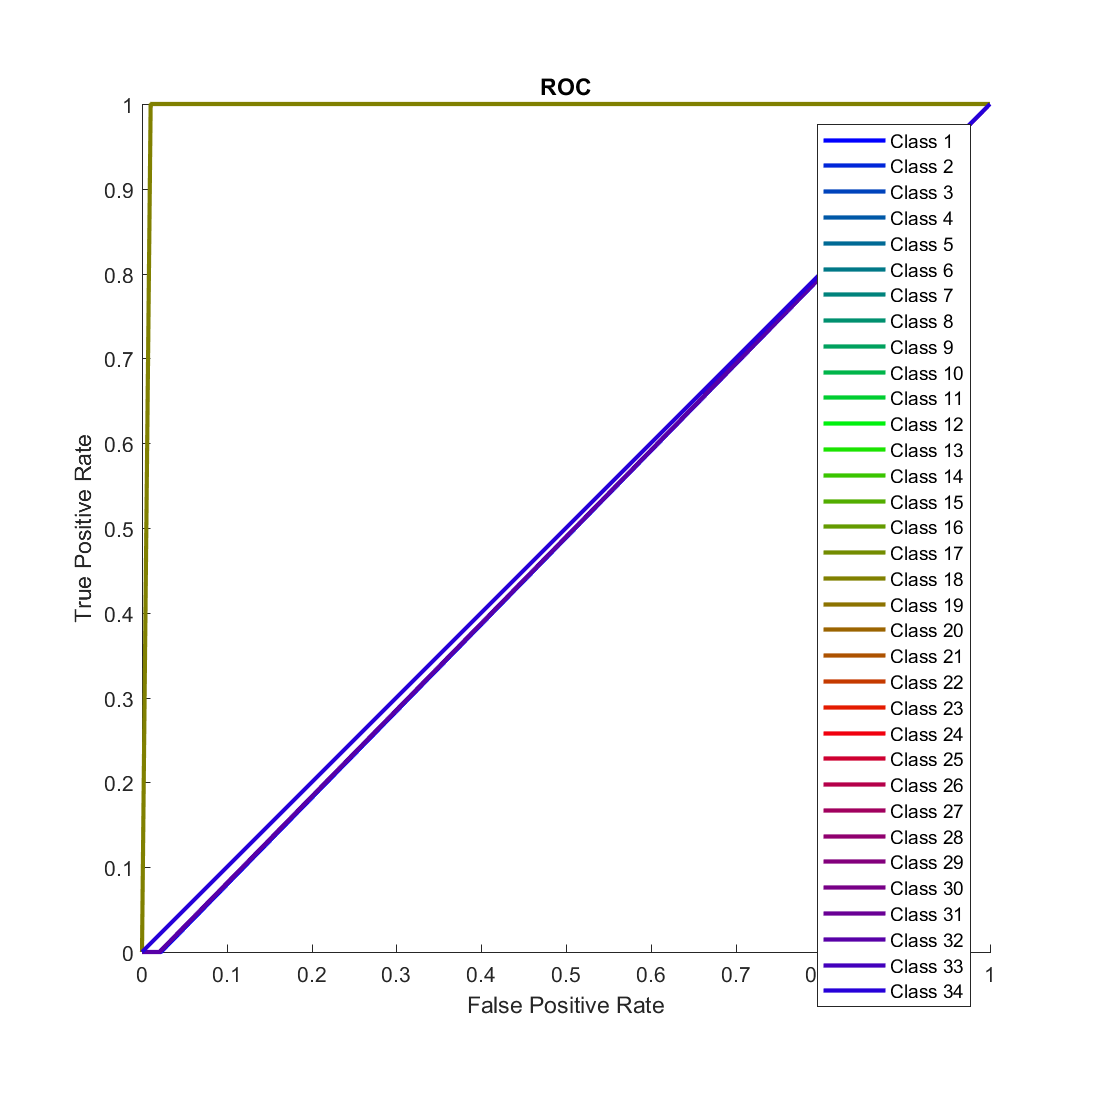 ROC
1
0.9
0.8
0.7
0.6
0.5
0.4
0.3
0.2
0.1
0
True Positive Rate
0 0.1 0.2 0.3 0.4 0.5 0.6 0.7 1
False Positive Rate
Class 1
Class 2
Class 3
Class 4
Class 5
Class 6
Class 7
Class 8
Class 9
Class 10
Class 11
Class 12
Class 13
Class 14
Class 15
Class 16
Class 17
Class 18
Class 19
Class 20
Class 21
Class 22
Class 23
Class 24
Class 25
Class 26
Class 27
Class 28
Class 29
Class 30
Class 31
Class 32
Class 33
Class 34